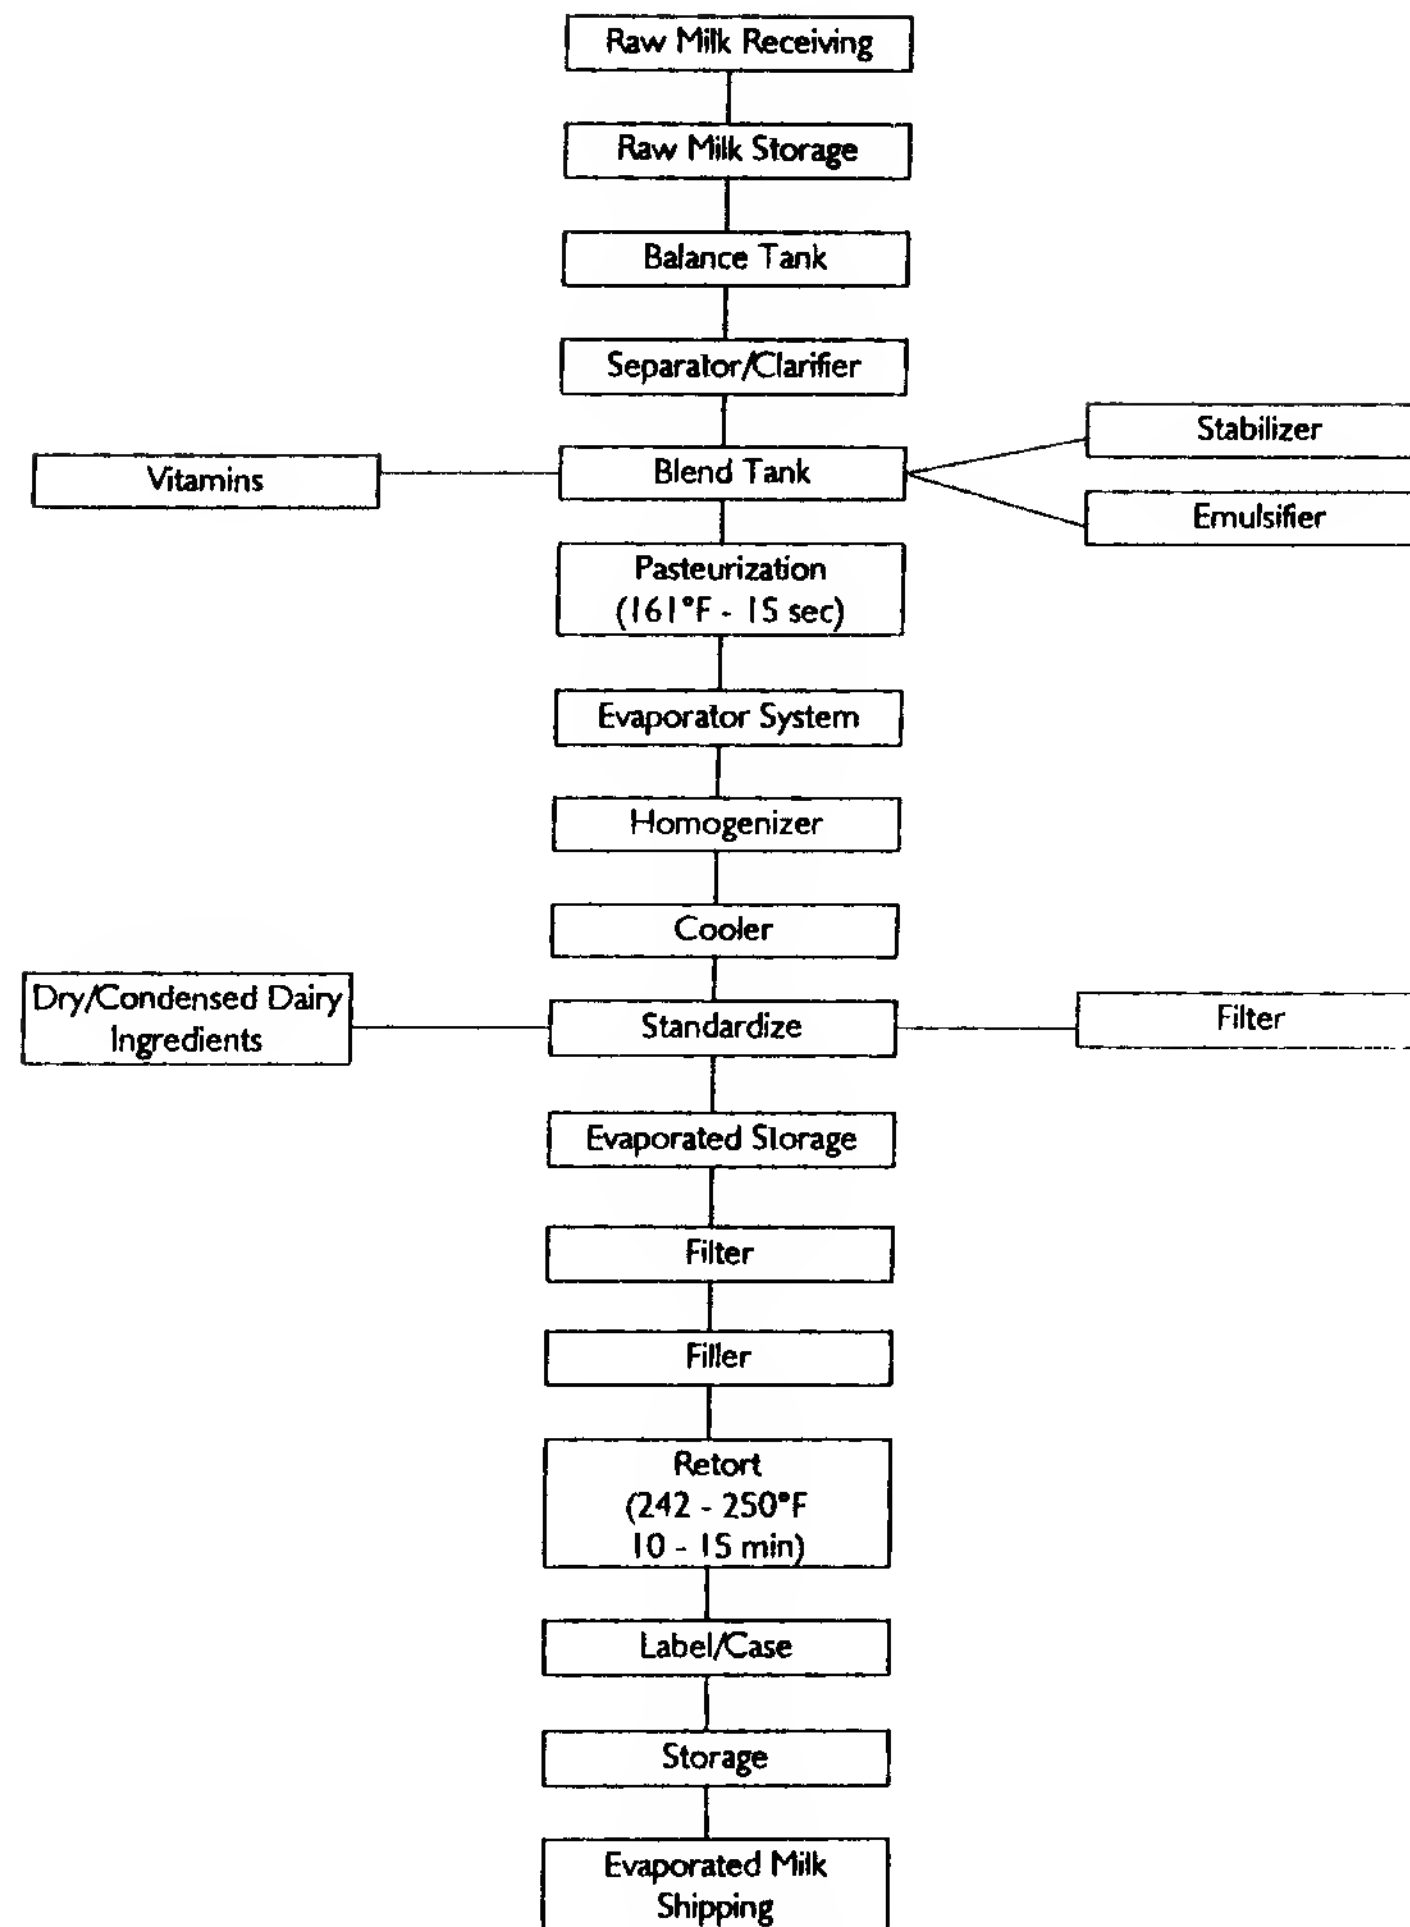 Raw Milk Receiving
Raw Milk Storage
Balance Tank
Separator/Clarifier
Stabilizer
Vitamins
Blend Tank
Emulsifier
Pasteurization
(161°F - 15 sec)
Evaporator System
Homogenizer
Cooler
Dry/Condensed Dairy
Ingredients
Standardize
Filter
Evaporated Storage
Filter
Filler
Retort
(242 - 250°F
10 - 15 min)
Label/Case
Storage
Evaporated Milk
Shipping